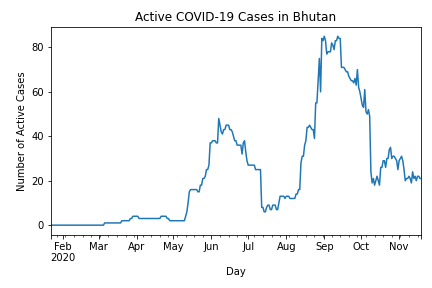 Active COVID-19 Cases in Bhutan
Number of Active Cases
80
60
40
20
0
Feb Mar Apr May Jun Jul Aug Sep Oct Nov
2020
Day